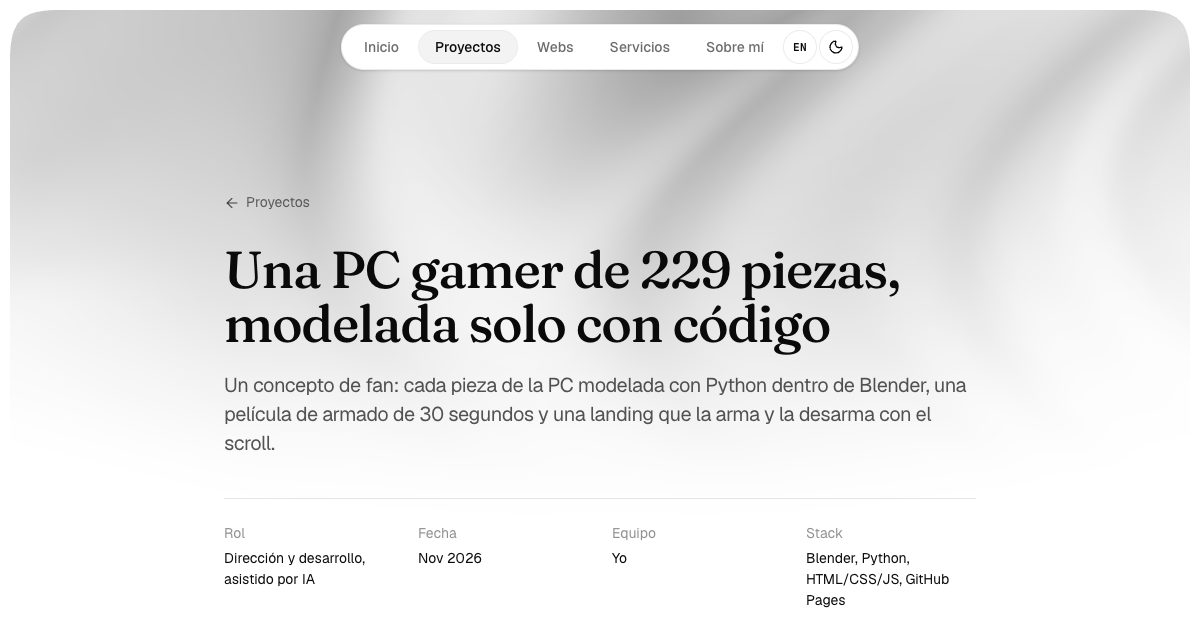 Inicio
Proyectos
Webs
Servicios
Sobre mí
EN
Proyectos
Una PC gamer de 229 piezas,
modelada solo con código
Un concepto de fan: cada pieza de la PC modelada con Python dentro de Blender, una
película de armado de 30 segundos y una landing que la arma y la desarma con el
scroll.
Rol
Dirección y desarrollo,
asistido por IA
Fecha
Nov 2026
Equipo
Yo
Stack
Blender, Python,
HTML/CSS/JS, GitHub
Pages